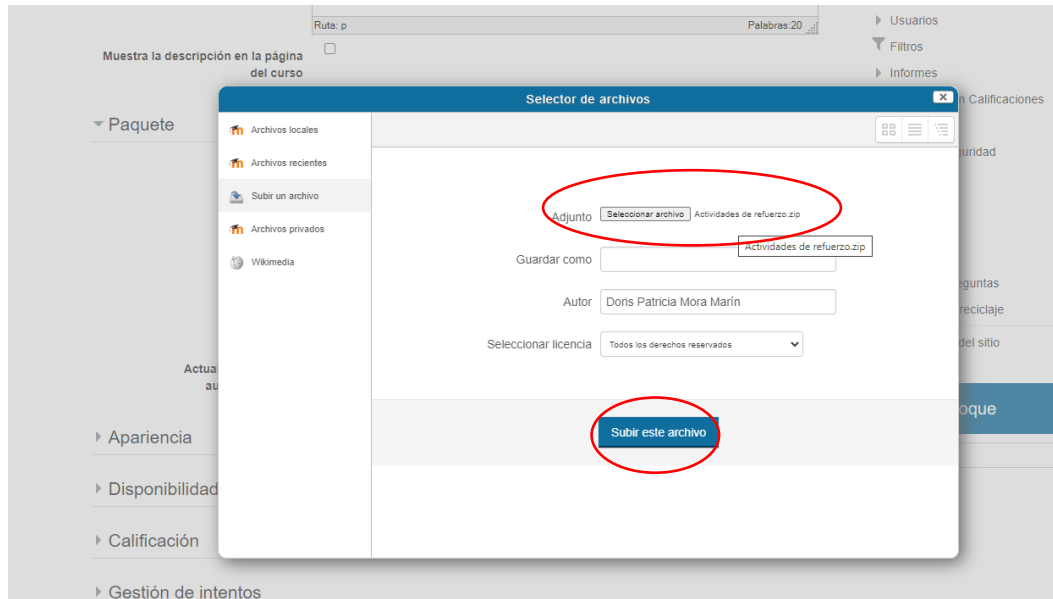 Ruta: p Palabras:20
Muestra la descripción en la página
del curso
Paquete
Actua
au
Apariencia
Disponibilidad
Calificación
Gestión de intentos
Selector de archivos
Archivos locales
Archivos recientes
Subir un archivo
Archivos privados
Wikimedia
Adjunto Seleccionar archivo Actividades de refuerzo.zip
Actividades de refuerzo.zip
Guardar como
Autor Doris Patricia Mora Marín
Seleccionar licencia Todos los derechos reservados
Subir este archivo
Usuarios
Filtros
Informes
n Calificaciones
uridad
eguntas
reciclaje
del sitio
oque